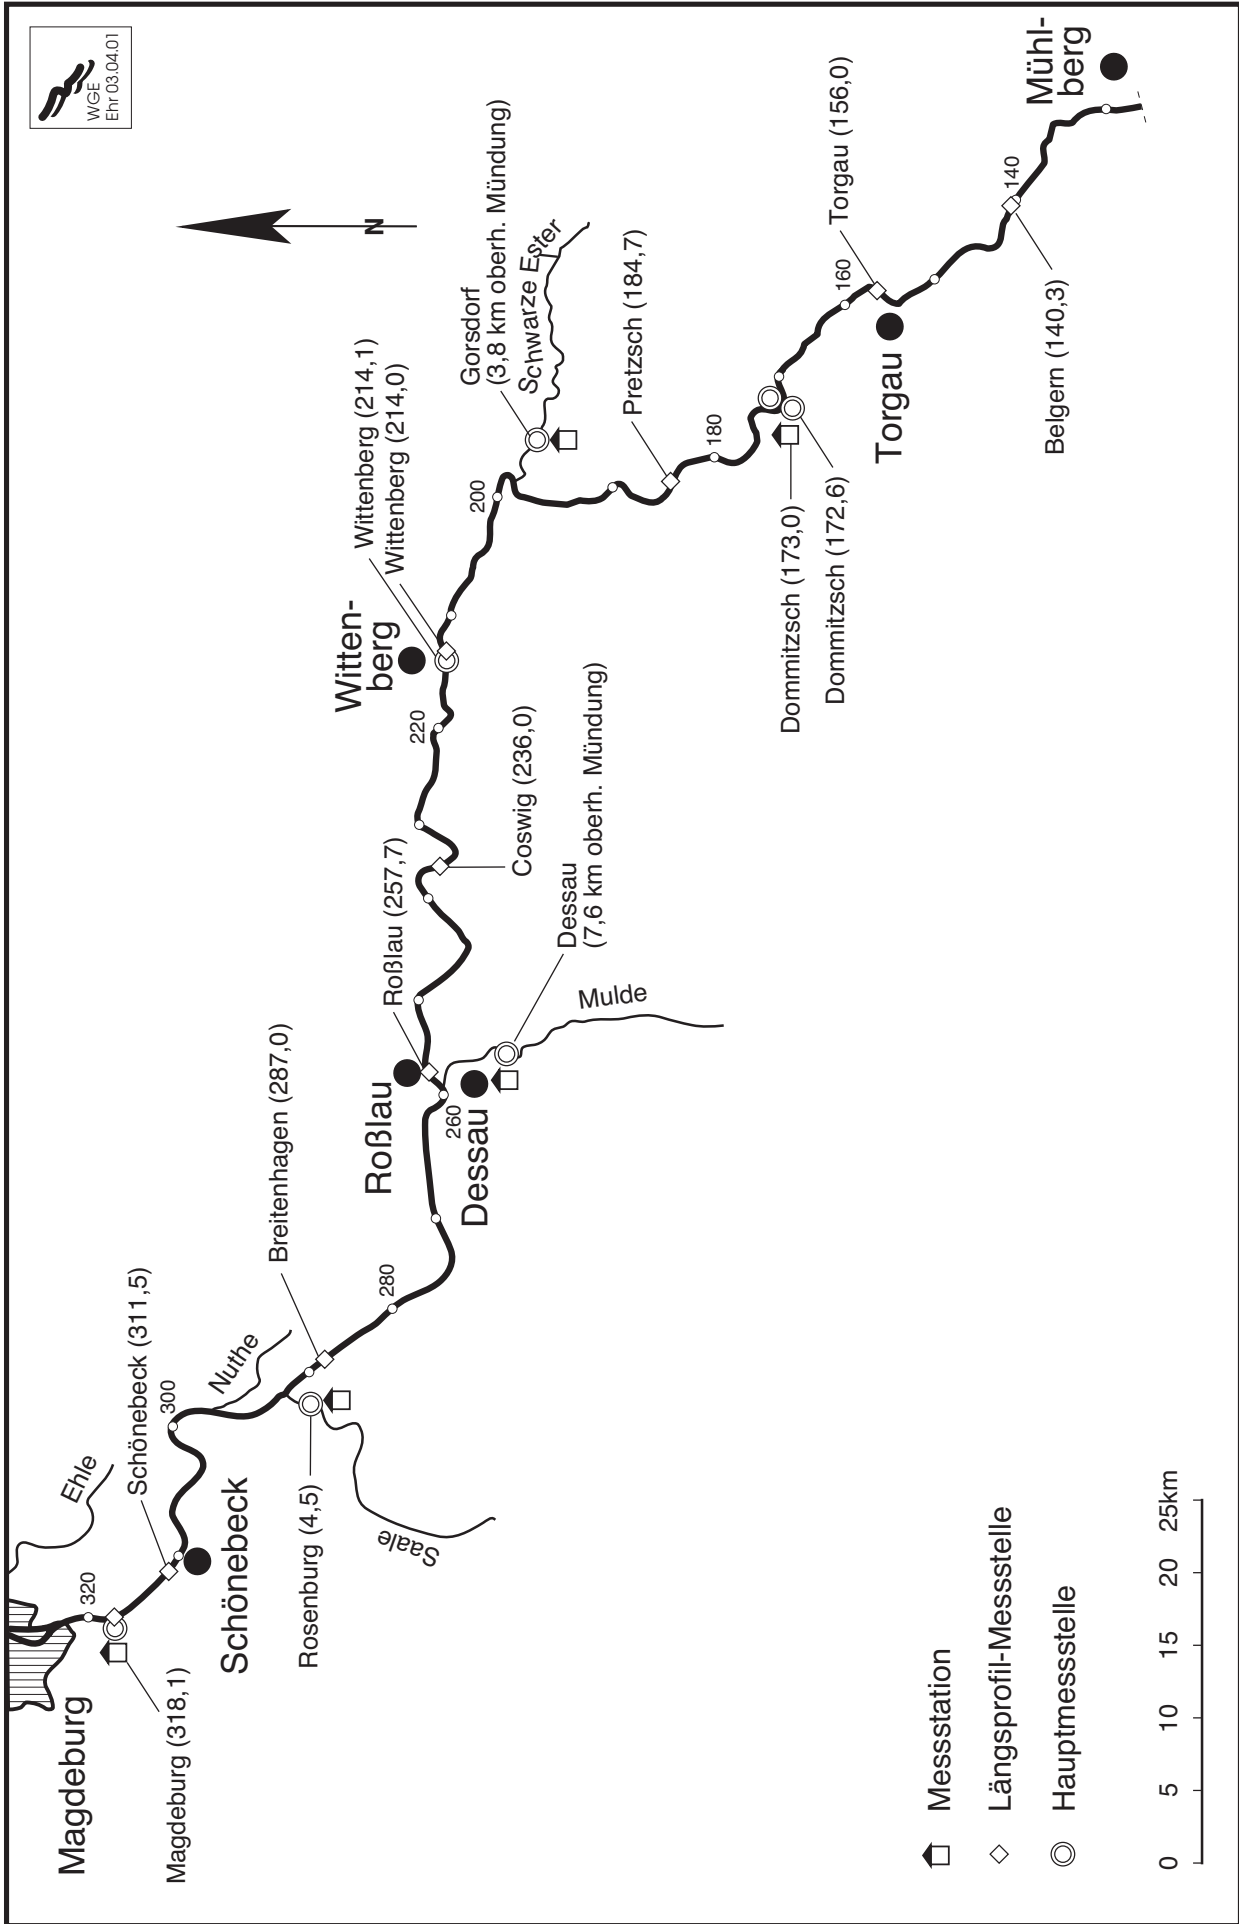 WGE
Ehr 03.04.01
N
Magdeburg
Magdeburg (318,1)
320
Ehle
Schönebeck (311,5)
Schönebeck
300
Nuthe
Rosenburg (4,5)
Saale
Breitenhagen (287,0)
280
Roßlau
Roßlau (257,7)
260
Dessau
Dessau
(7,6 km oberh. Mündung)
Mulde
Coswig (236,0)
220
Witten-
berg
Wittenberg (214,1)
Wittenberg (214,0)
200
Gorsdorf
(3,8 km oberh. Mündung)
Schwarze Ester
Pretzsch (184,7)
180
Dommitzsch (173,0)
Dommitzsch (172,6)
160
Torgau (156,0)
Torgau
140
Belgern (140,3)
Mühl-
berg
Messstation
Längsprofil-Messstelle
Hauptmessstelle
0 5 10 15 20 25km